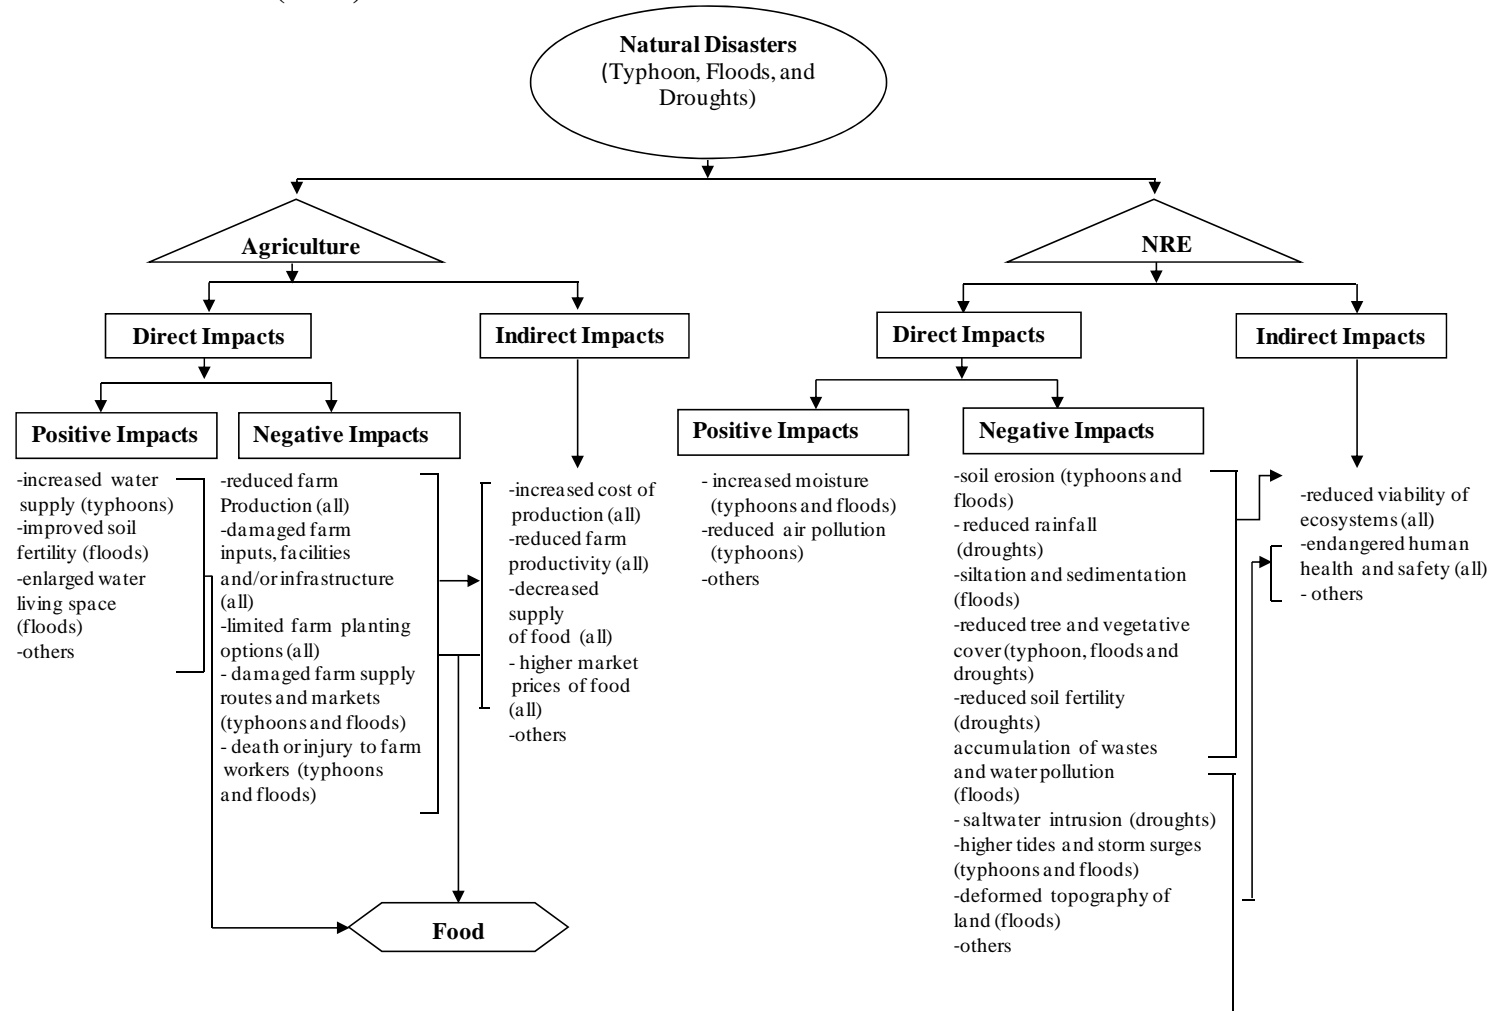 Natural Disasters
(Typhoon, Floods, and
Droughts)
Agriculture
NRE
Direct Impacts
Indirect Impacts
Direct Impacts
Indirect Impacts
Positive Impacts
Negative Impacts
Positive Impacts
Negative Impacts
-increased water
supply (typhoons)
-improved soil
fertility (floods)
-enlarged water
living space
(floods)
-others
-reduced farm
Production (all)
-damaged farm
inputs, facilities
and/or infrastructure
(all)
-limited farm planting
options (all)
- damaged farm supply
routes and markets
(typhoons and floods)
- death or injury to farm
workers (typhoons
and floods)
-increased cost of
production (all)
-reduced farm
productivity (all)
-decreased
supply
of food (all)
- higher market
prices of food
(all)
-others
- increased moisture
(typhoons and floods)
-reduced air pollution
(typhoons)
-others
-soil erosion (typhoons and
floods)
- reduced rainfall
(droughts)
-siltation and sedimentation
(floods)
-reduced tree and vegetative
cover (typhoon, floods and
droughts)
-reduced soil fertility
(droughts)
accumulation of wastes
and water pollution
(floods)
- saltwater intrusion (droughts)
-higher tides and storm surges
(typhoons and floods)
-deformed topography of
land (floods)
-others
-reduced viability of
ecosystems (all)
-endangered human
health and safety (all)
- others
Food